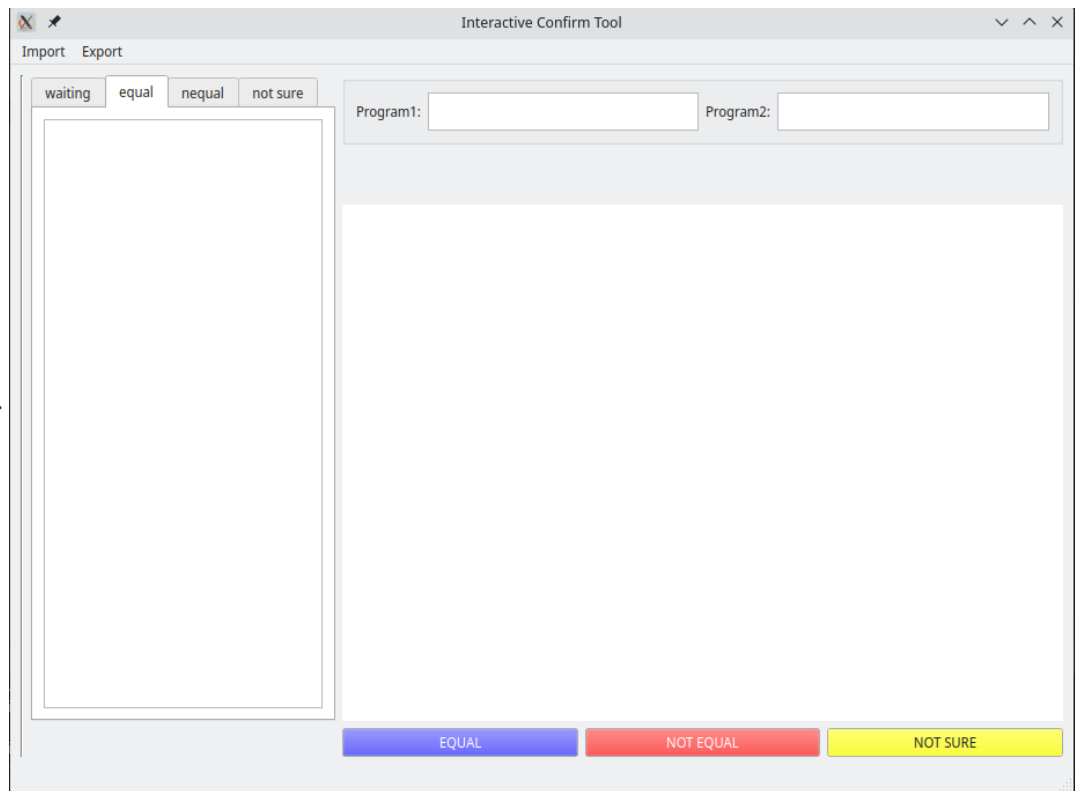 Interactive Confirm Tool
Import Export
waiting equal nequal not sure
Program1: Program2:
EQUAL NOT EQUAL NOT SURE